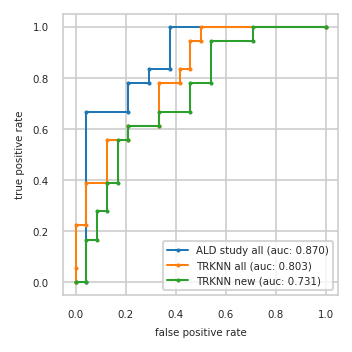 1.0
0.8
0.6
0.4
0.2
0.0
true positive rate
ALD study all (auc: 0.870)
TRKNN all (auc: 0.803)
TRKNN new (auc: 0.731)
0.0 0.2 0.4 0.6 0.8 1.0
false positive rate